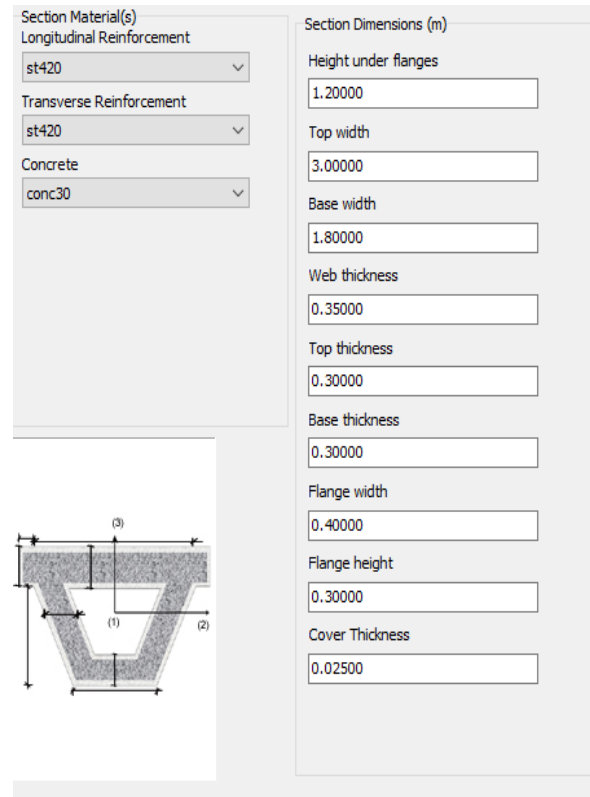 Section Material(s)
Longitudinal Reinforcement
st420
Transverse Reinforcement
st420
Concrete
conc30
Section Dimensions (m)
Height under flanges
1.20000
Top width
3.00000
Base width
1.80000
Web thickness
0.35000
Top thickness
0.30000
Base thickness
0.30000
Flange width
0.40000
Flange height
0.30000
Cover Thickness
0.02500
(3)
(1)
(2)